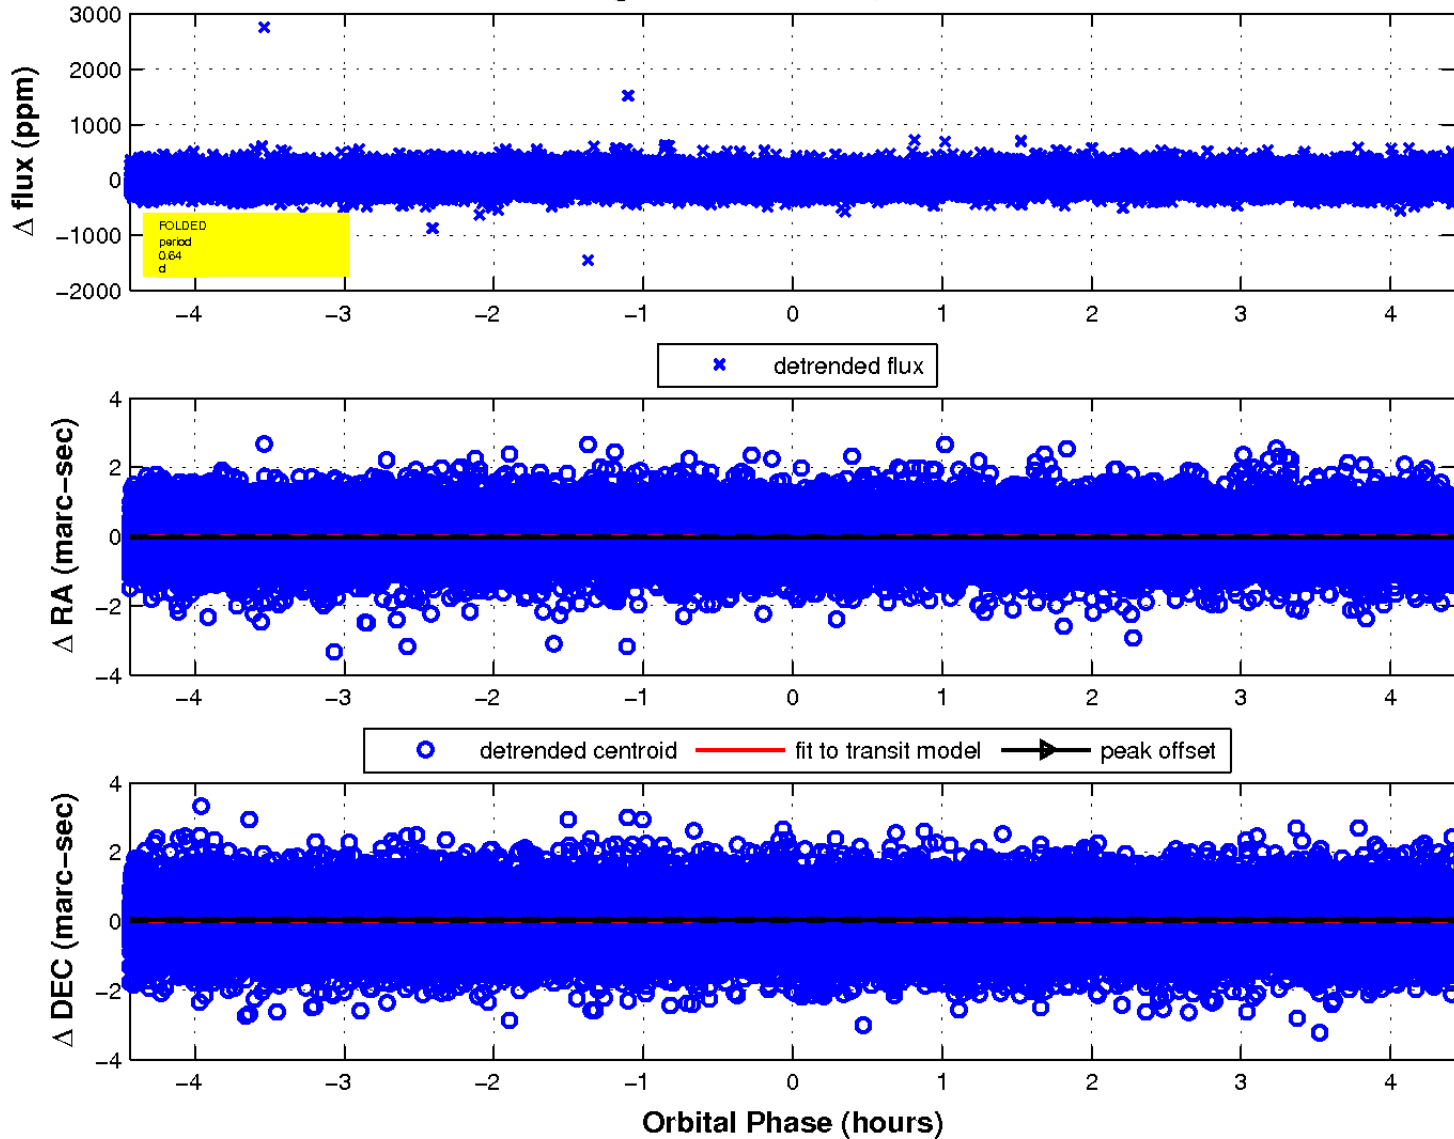 3000
2000
1000
0
−1000
−2000
Δ flux (ppm)
FOLDED
period
0.64
d
−4 −3 −2 −1 0 1 2 3 4
detrended flux
4
2
0
−2
−4
Δ RA (marc−sec)
−4 −3 −2 −1 0 1 2 3 4
detrended centroid fit to transit model peak offset
4
2
0
−2
−4
Δ DEC (marc−sec)
−4 −3 −2 −1 0 1 2 3 4
Orbital Phase (hours)